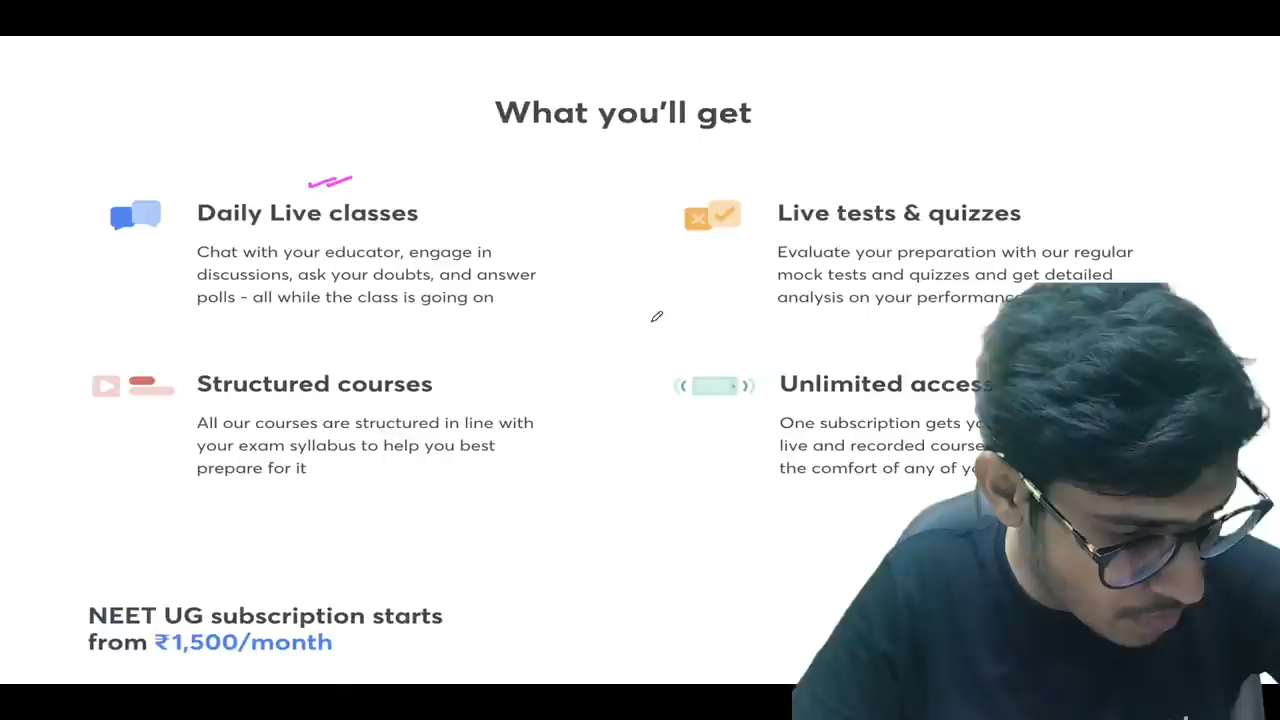 What you'll get
Daily Live classes
Chat with your educator, engage in
discussions, ask your doubts, and answer
polls - all while the class is going on
Live tests & quizzes
Evaluate your preparation with our regular
mock tests and quizzes and get detailed
analysis on your performance
Structured courses
All our courses are structured in line with
your exam syllabus to help you best
prepare for it
Unlimited access
One subscription gets
live and recorded
the comfort of any of
NEET UG subscription starts
from ₹1,500/month